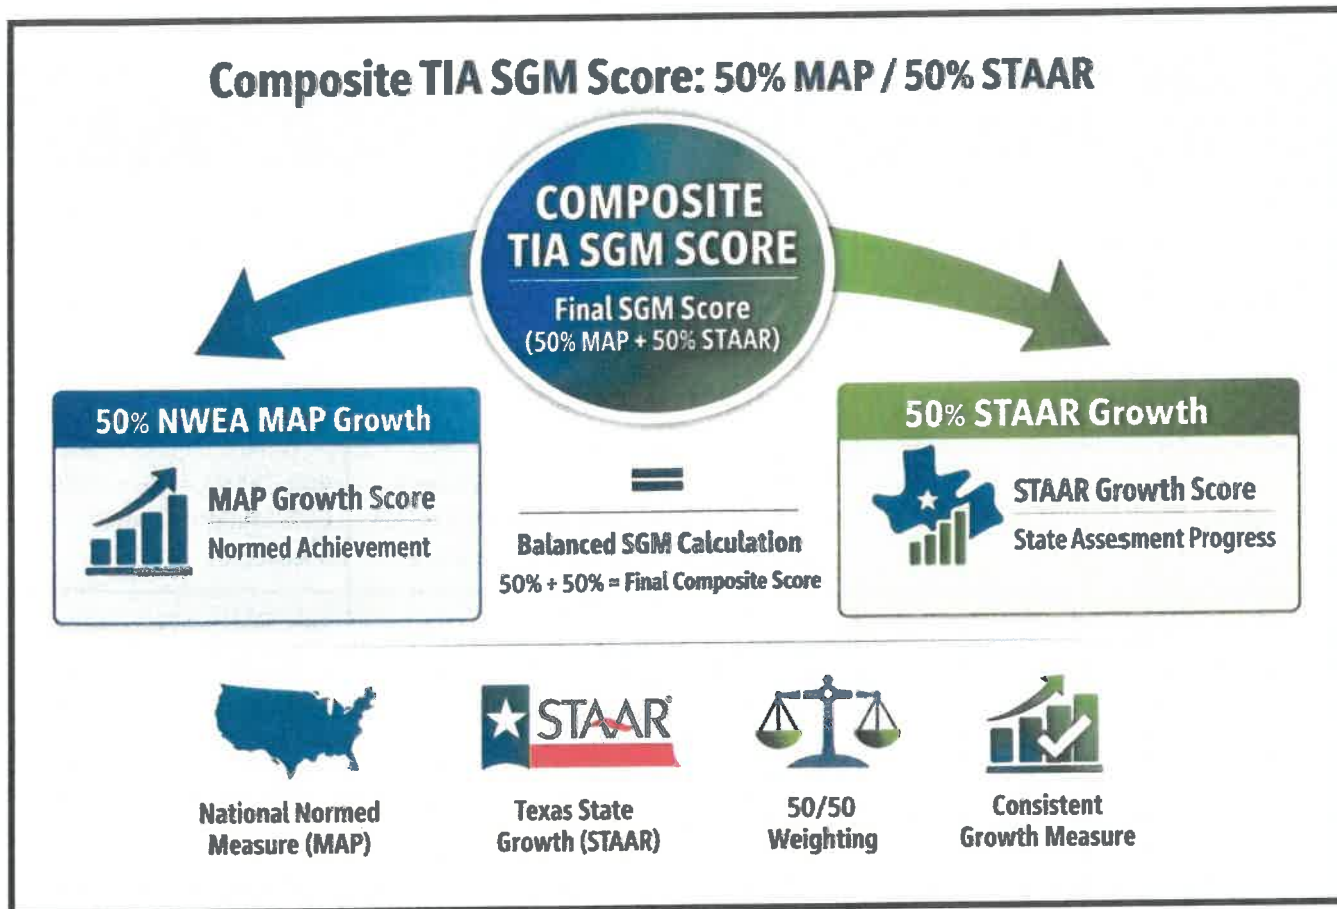 Composite TIA SGM Score: 50% MAP / 50% STAAR
COMPOSITE
TIA SGM SCORE
Final SGM Score
(50% MAP + 50% STAAR)
50% NWEA MAP Growth
MAP Growth Score
Normed Achievement
=
Balanced SGM Calculation
50% + 50% = Final Composite Score
50% STAAR Growth
STAAR Growth Score
State Assesment Progress
National Normed
Measure (MAP)
STAAR®
Texas State
Growth (STAAR)
50/50
Weighting
Consistent
Growth Measure